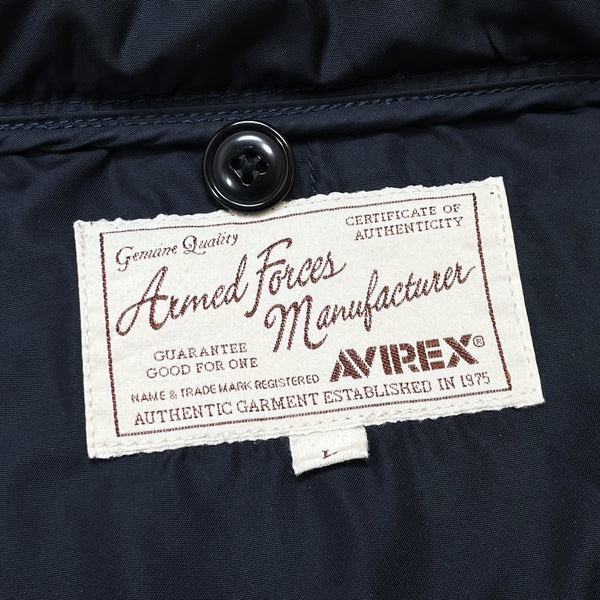 Genuine Quality
CERTIFICATE OF
AUTHENTICITY
Armed Forces
Manufacturer
GUARANTEE
GOOD FOR ONE
AVIREX®
NAME & TRADE MARK REGISTERED
AUTHENTIC GARMENT ESTABLISHED IN 1975
L